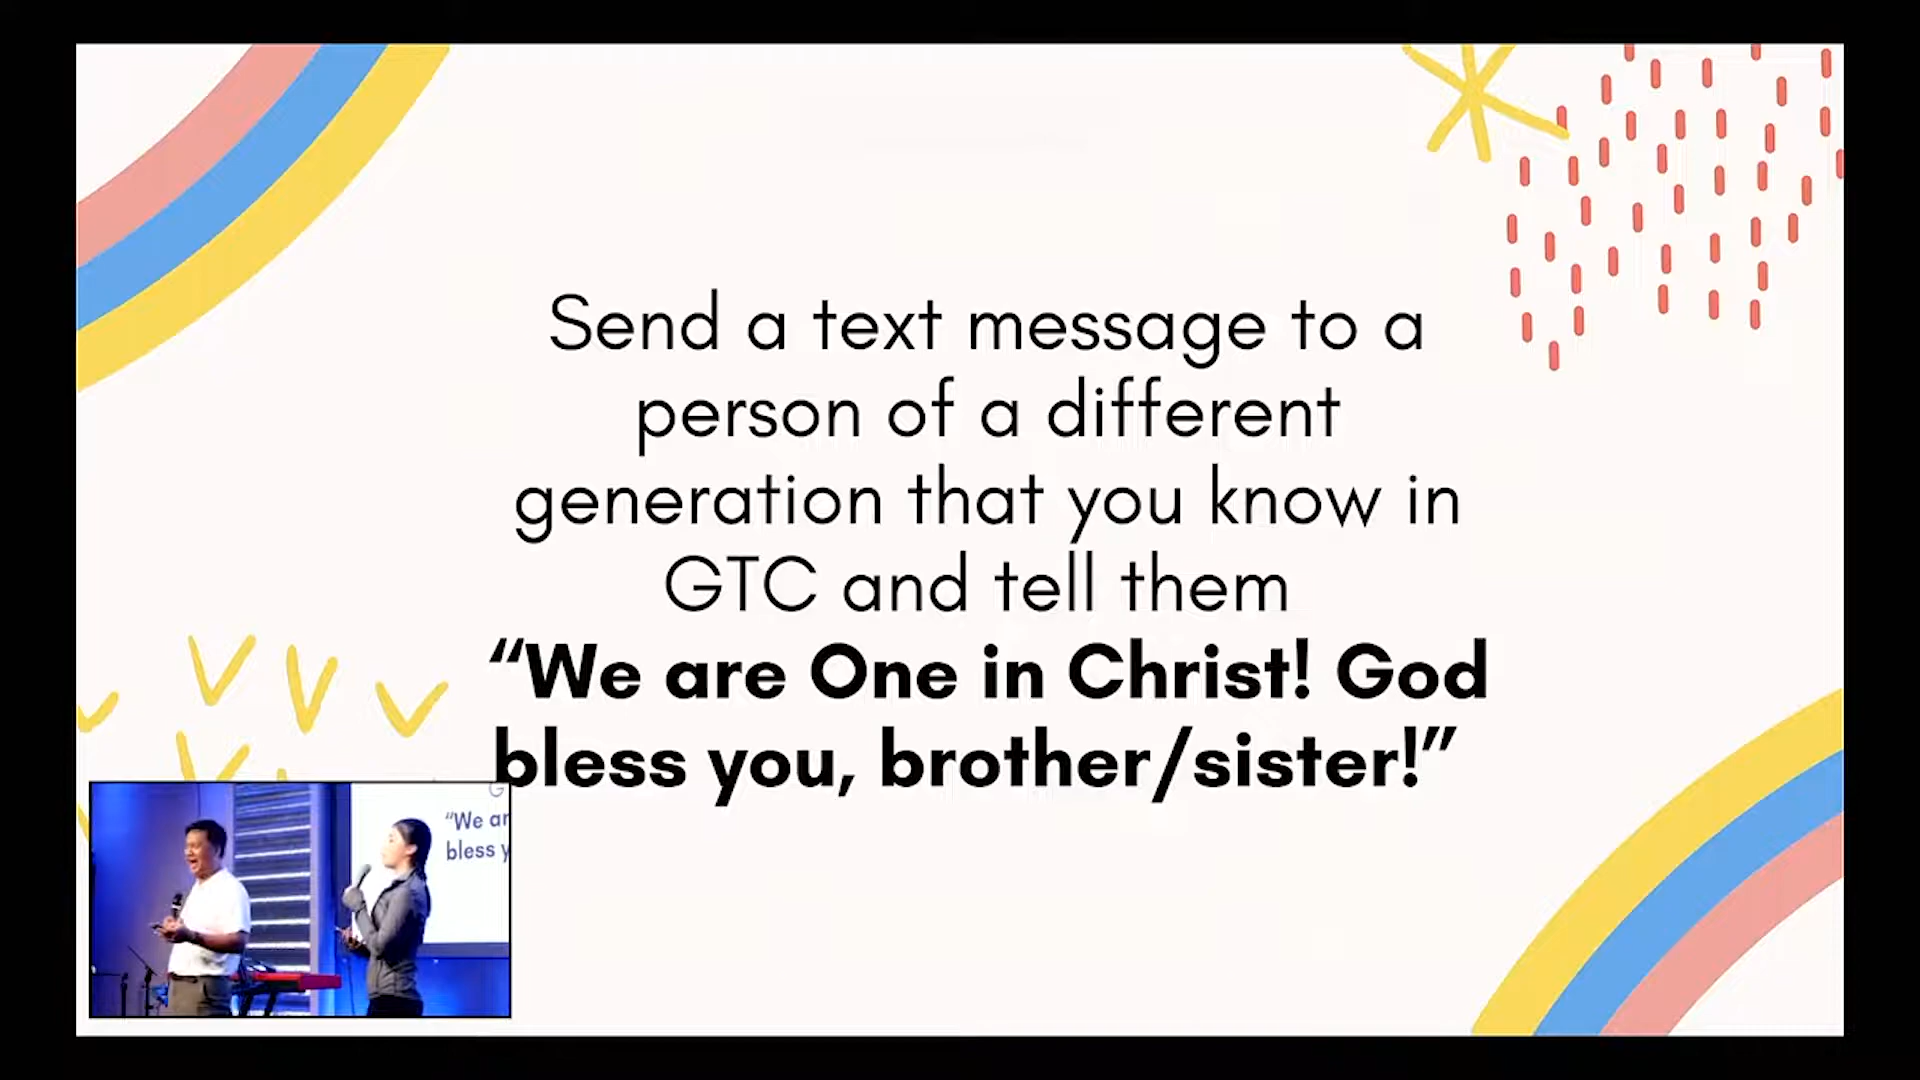 Send a text message to a
person of a different
generation that you know in
GTC and tell them
“We are One in Christ! God
bless you, brother/sister!”
G
“We ar
bless y